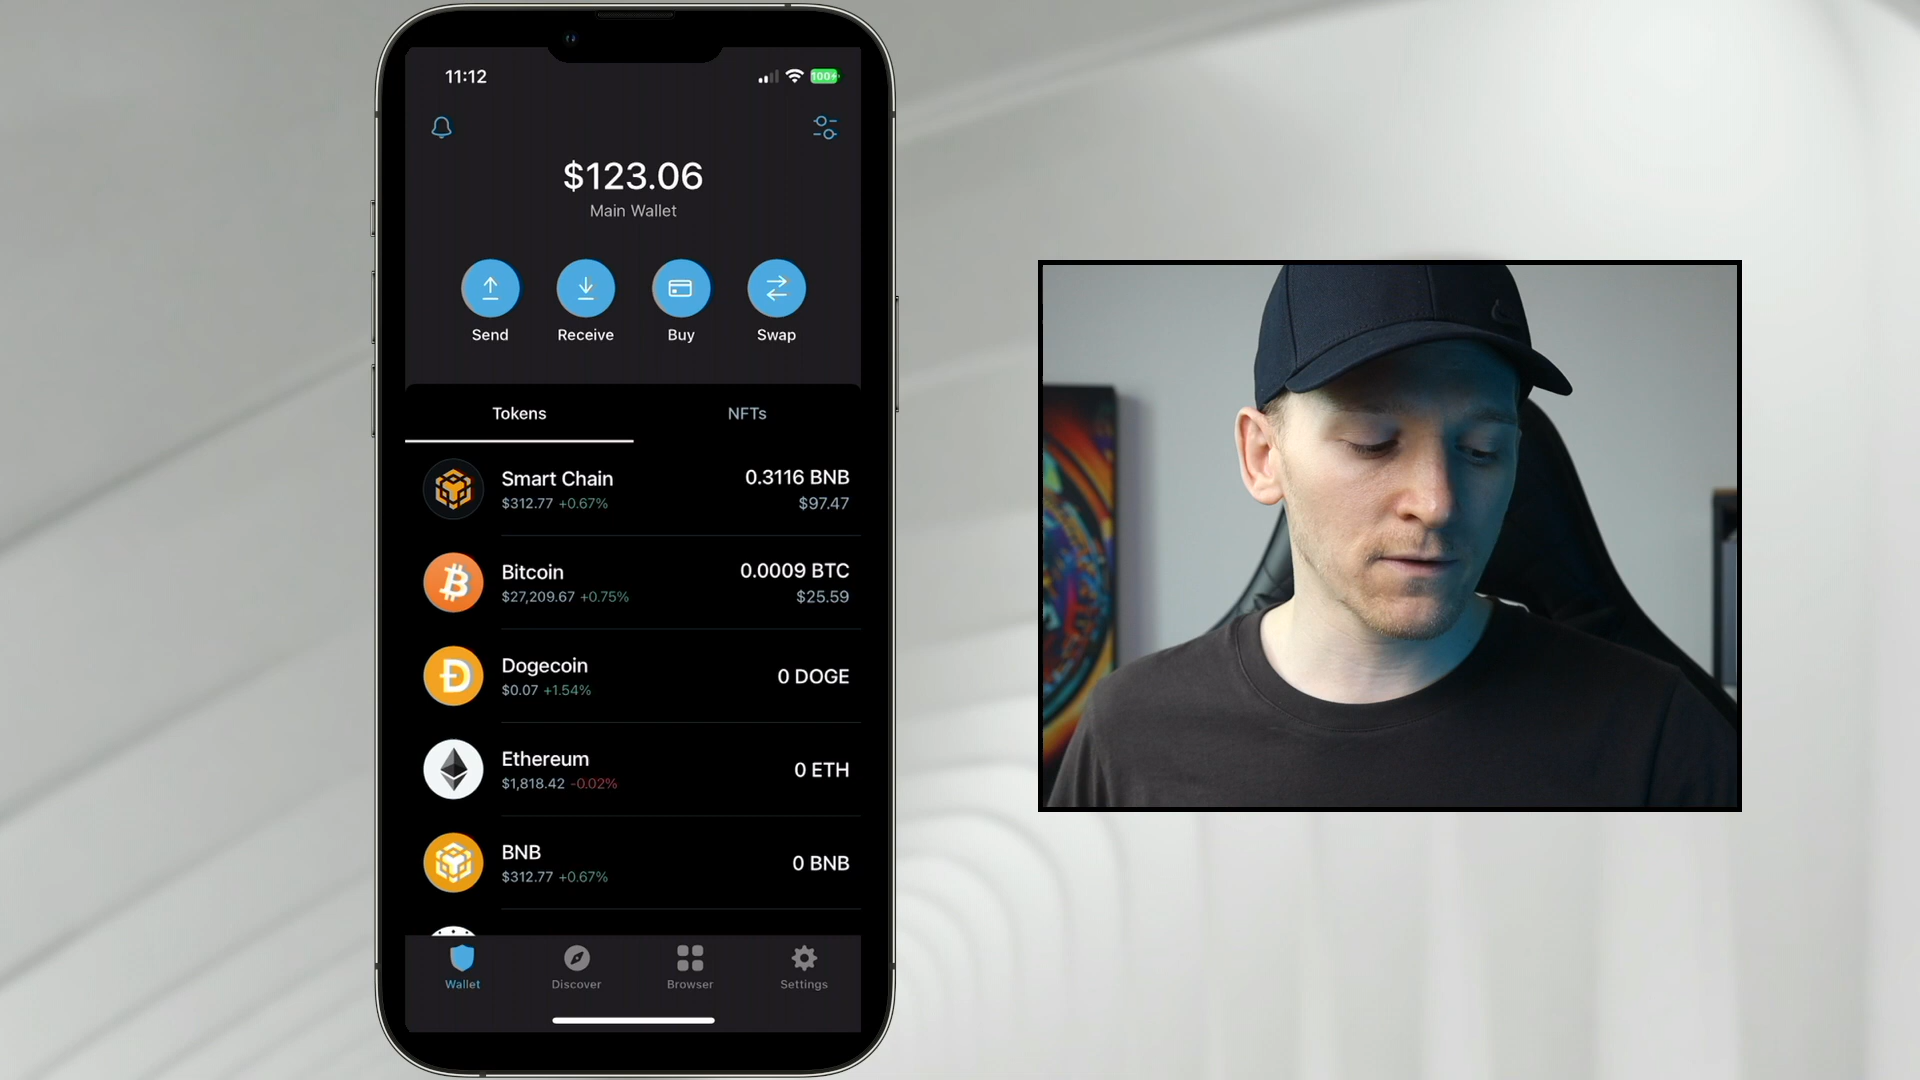 11:12
100
$123.06
Main Wallet
Send
Receive
Buy
Swap
Tokens
NFTs
Smart Chain
0.3116 BNB
$312.77 +0.67%
$97.47
Bitcoin
0.0009 BTC
$27,209.67 +0.75%
$25.59
Dogecoin
0 DOGE
$0.07 +1.54%
Ethereum
0 ETH
$1,818.42 -0.02%
BNB
0 BNB
$312.77 +0.67%
Wallet
Discover
Browser
Settings